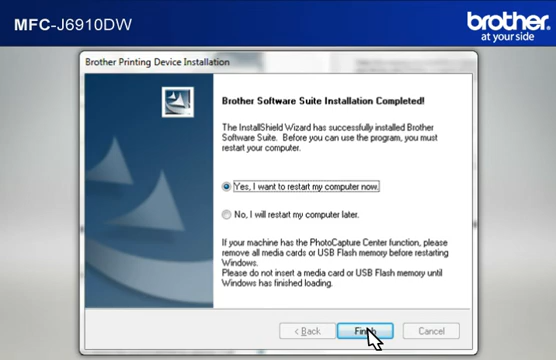 MFC-J6910DW
brother
at your side
Brother Printing Device Installation
Brother Software Suite Installation Completed!
The InstallShield Wizard has successfully installed Brother
Software Suite. Before you can use the program, you must
restart your computer.
Yes, I want to restart my computer now.
No, I will restart my computer later.
If your machine has the PhotoCapture Center function, please
remove all media cards or USB Flash memory before restarting
Windows.
Please do not insert a media card or USB Flash memory until
Windows has finished loading.
< Back
Finish
Cancel